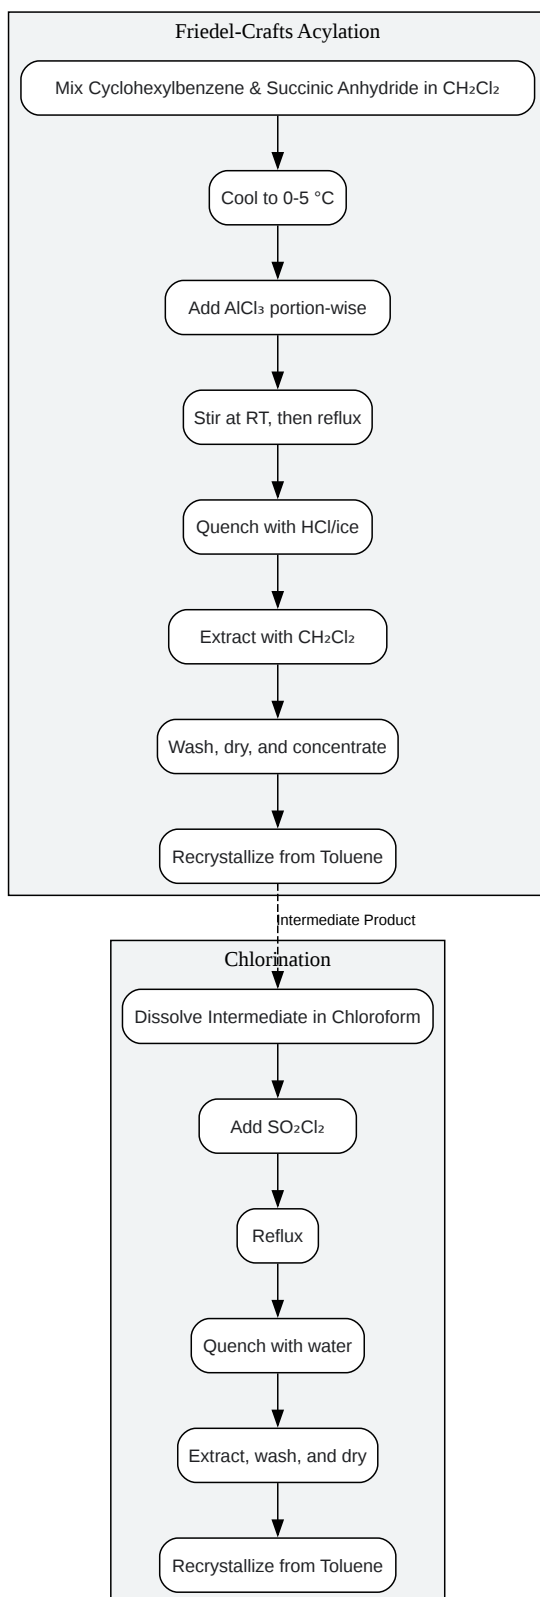 Friedel-Crafts Acylation
Mix Cyclohexylbenzene & Succinic Anhydride in CH₂Cl₂
Cool to 0-5 °C
Add AlCl₃ portion-wise
Stir at RT, then reflux
Quench with HCl/ice
Extract with CH₂Cl₂
Wash, dry, and concentrate
Recrystallize from Toluene
Intermediate Product
Chlorination
Dissolve Intermediate in Chloroform
Add SO₂Cl₂
Reflux
Quench with water
Extract, wash, and dry
Recrystallize from Toluene